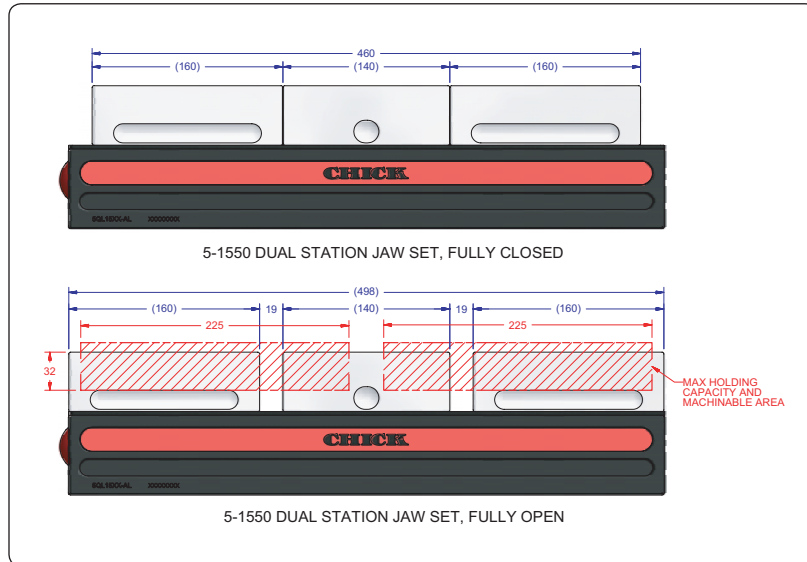 460
(160) (140) (160)
CHICK
5-1550 DUAL STATION JAW SET, FULLY CLOSED
(498)
(160) 19 (140) 19 (160)
225 225
32
MAX HOLDING
CAPACITY AND
MACHINABLE AREA
CHICK
5-1550 DUAL STATION JAW SET, FULLY OPEN